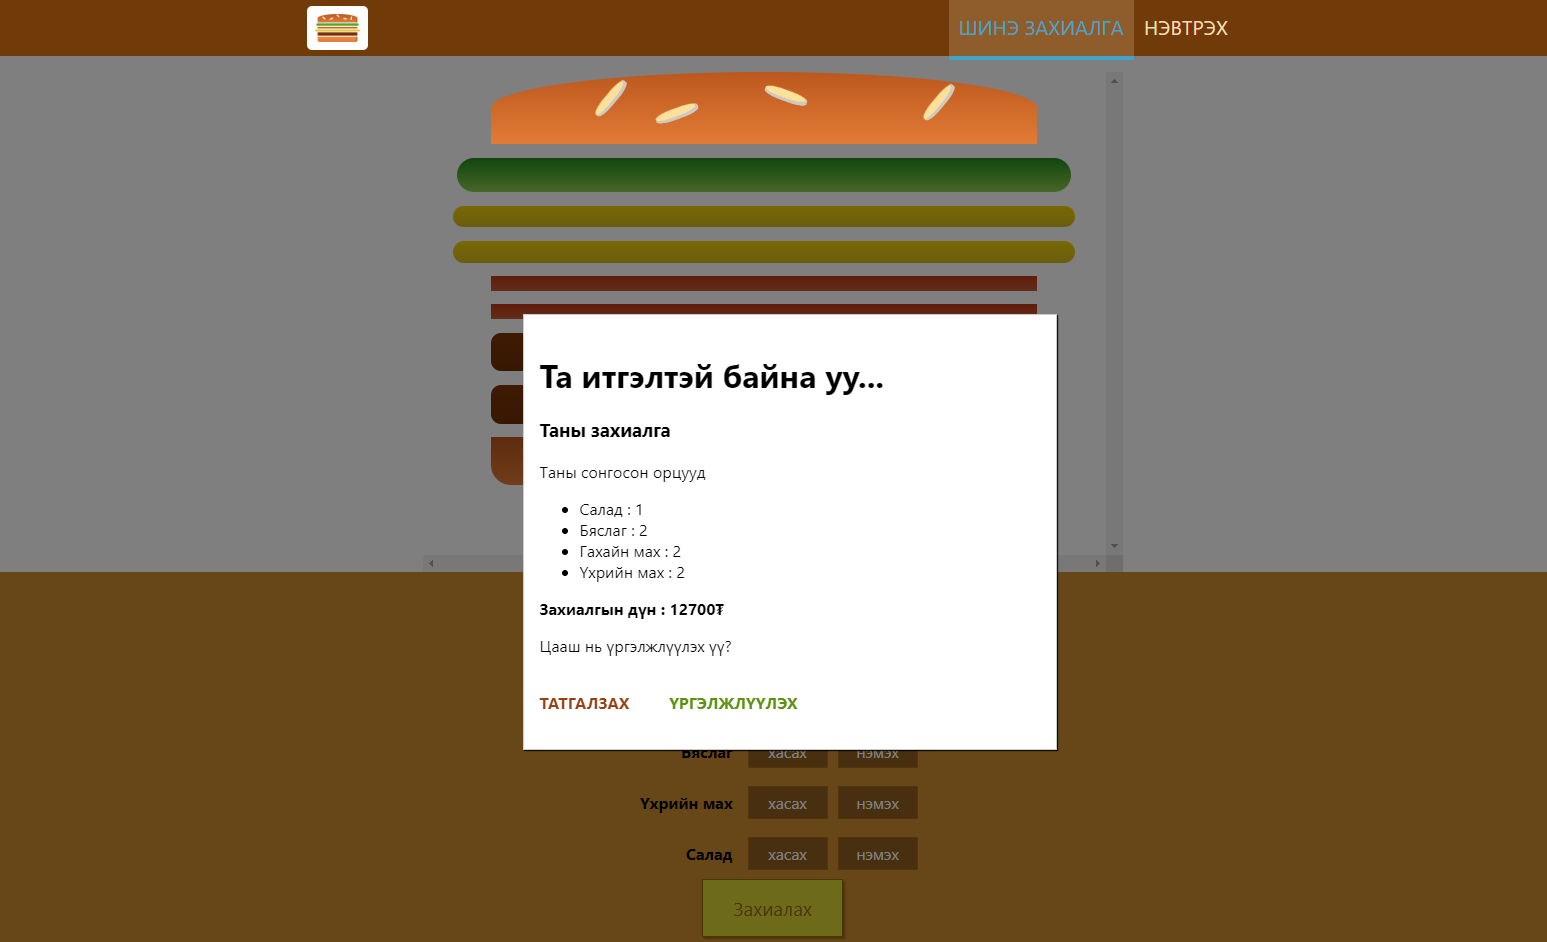 ШИНЭ ЗАХИАЛГА НЭВТРЭХ
Та итгэлтэй байна уу...
Таны захиалга
Таны сонгосон орцууд
Салад : 1
Бяслаг : 2
Гахайн мах : 2
Үхрийн мах : 2
Захиалгын дүн : 12700₮
Цааш нь үргэлжлүүлэх үү?
ТАТГАЛЗАХ ҮРГЭЛЖЛҮҮЛЭХ
Бяслаг хасах нэмэх
Үхрийн мах хасах нэмэх
Салад хасах нэмэх
Захиалах